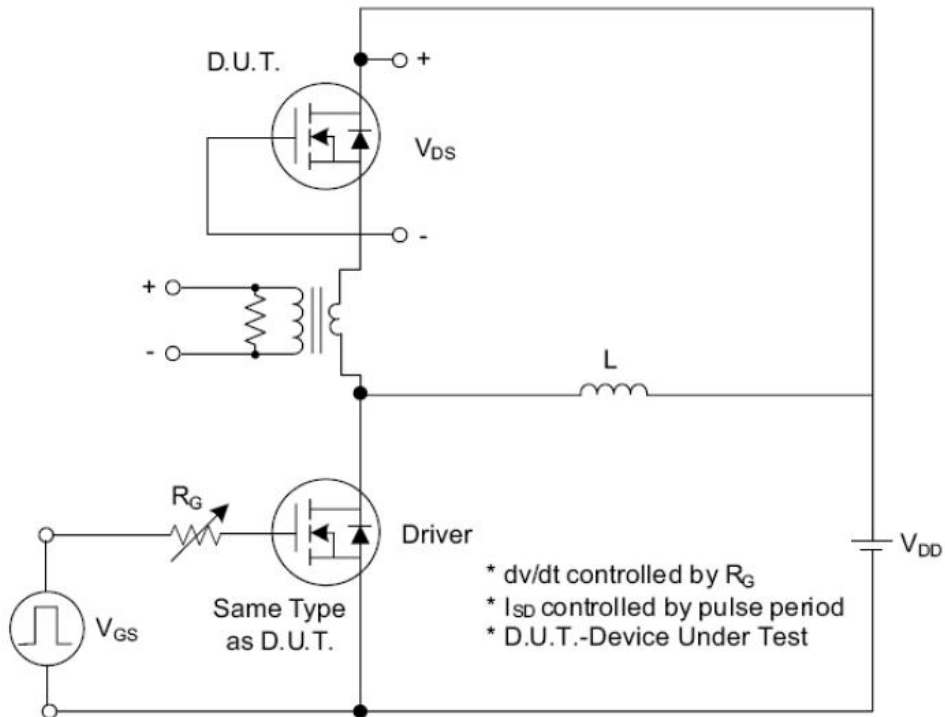 D.U.T.
+
VDS
-
+
-
L
RG
Driver
VDD
VGS
Same Type
as D.U.T.
* dv/dt controlled by RG
* ISD controlled by pulse period
* D.U.T.-Device Under Test